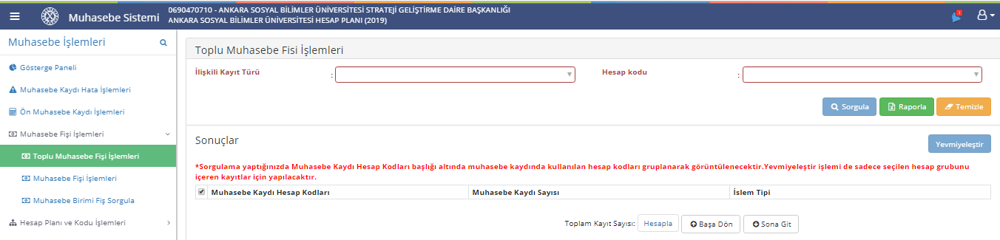 Muhasebe Sistemi
0690470710 - ANKARA SOSYAL BİLİMLER ÜNİVERSİTESİ STRATEJİ GELİŞTİRME DAİRE BAŞKANLIĞI
ANKARA SOSYAL BİLİMLER ÜNİVERSİTESİ HESAP PLANI (2019)
1
Muhasebe İşlemleri
Gösterge Paneli
Muhasebe Kaydı Hata İşlemleri
Ön Muhasebe Kaydı İşlemleri
Muhasebe Fişi İşlemleri
Toplu Muhasebe Fişi İşlemleri
Muhasebe Fişi İşlemleri
Muhasebe Birimi Fiş Sorgula
Hesap Planı ve Kodu İşlemleri
Toplu Muhasebe Fisi İşlemleri
İlişkili Kayıt Türü : Hesap kodu :
Sorgula Raporla Temizle
Sonuçlar
Yevmiyeleştir
*Sorgulama yaptığınızda Muhasebe Kaydı Hesap Kodları başlığı altında muhasebe kaydında kullanılan hesap kodları gruplanarak görüntülenecektir.Yevmiyeleştir işlemi de sadece seçilen hesap grubunu
içeren kayıtlar için yapılacaktır.
Muhasebe Kaydı Hesap Kodları Muhasebe Kaydı Sayısı İslem Tipi
Toplam Kayıt Sayısı: Hesapla Başa Dön Sona Git